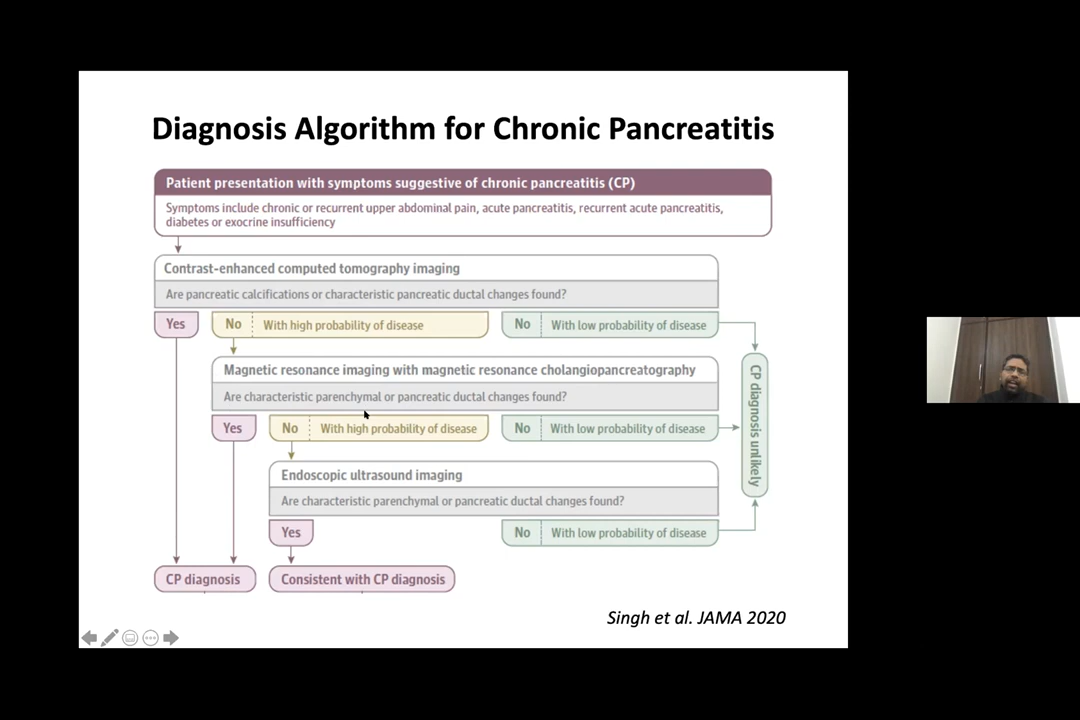 Diagnosis Algorithm for Chronic Pancreatitis
Patient presentation with symptoms suggestive of chronic pancreatitis (CP)
Symptoms include chronic or recurrent upper abdominal pain, acute pancreatitis, recurrent acute pancreatitis,
diabetes or exocrine insufficiency
Contrast-enhanced computed tomography imaging
Are pancreatic calcifications or characteristic pancreatic ductal changes found?
Yes
No With high probability of disease
No With low probability of disease
Magnetic resonance imaging with magnetic resonance cholangiopancreatography
Are characteristic parenchymal or pancreatic ductal changes found?
Yes
No With high probability of disease
No With low probability of disease
CP diagnosis unlikely
Endoscopic ultrasound imaging
Are characteristic parenchymal or pancreatic ductal changes found?
Yes
No With low probability of disease
CP diagnosis
Consistent with CP diagnosis
Singh et al. JAMA 2020